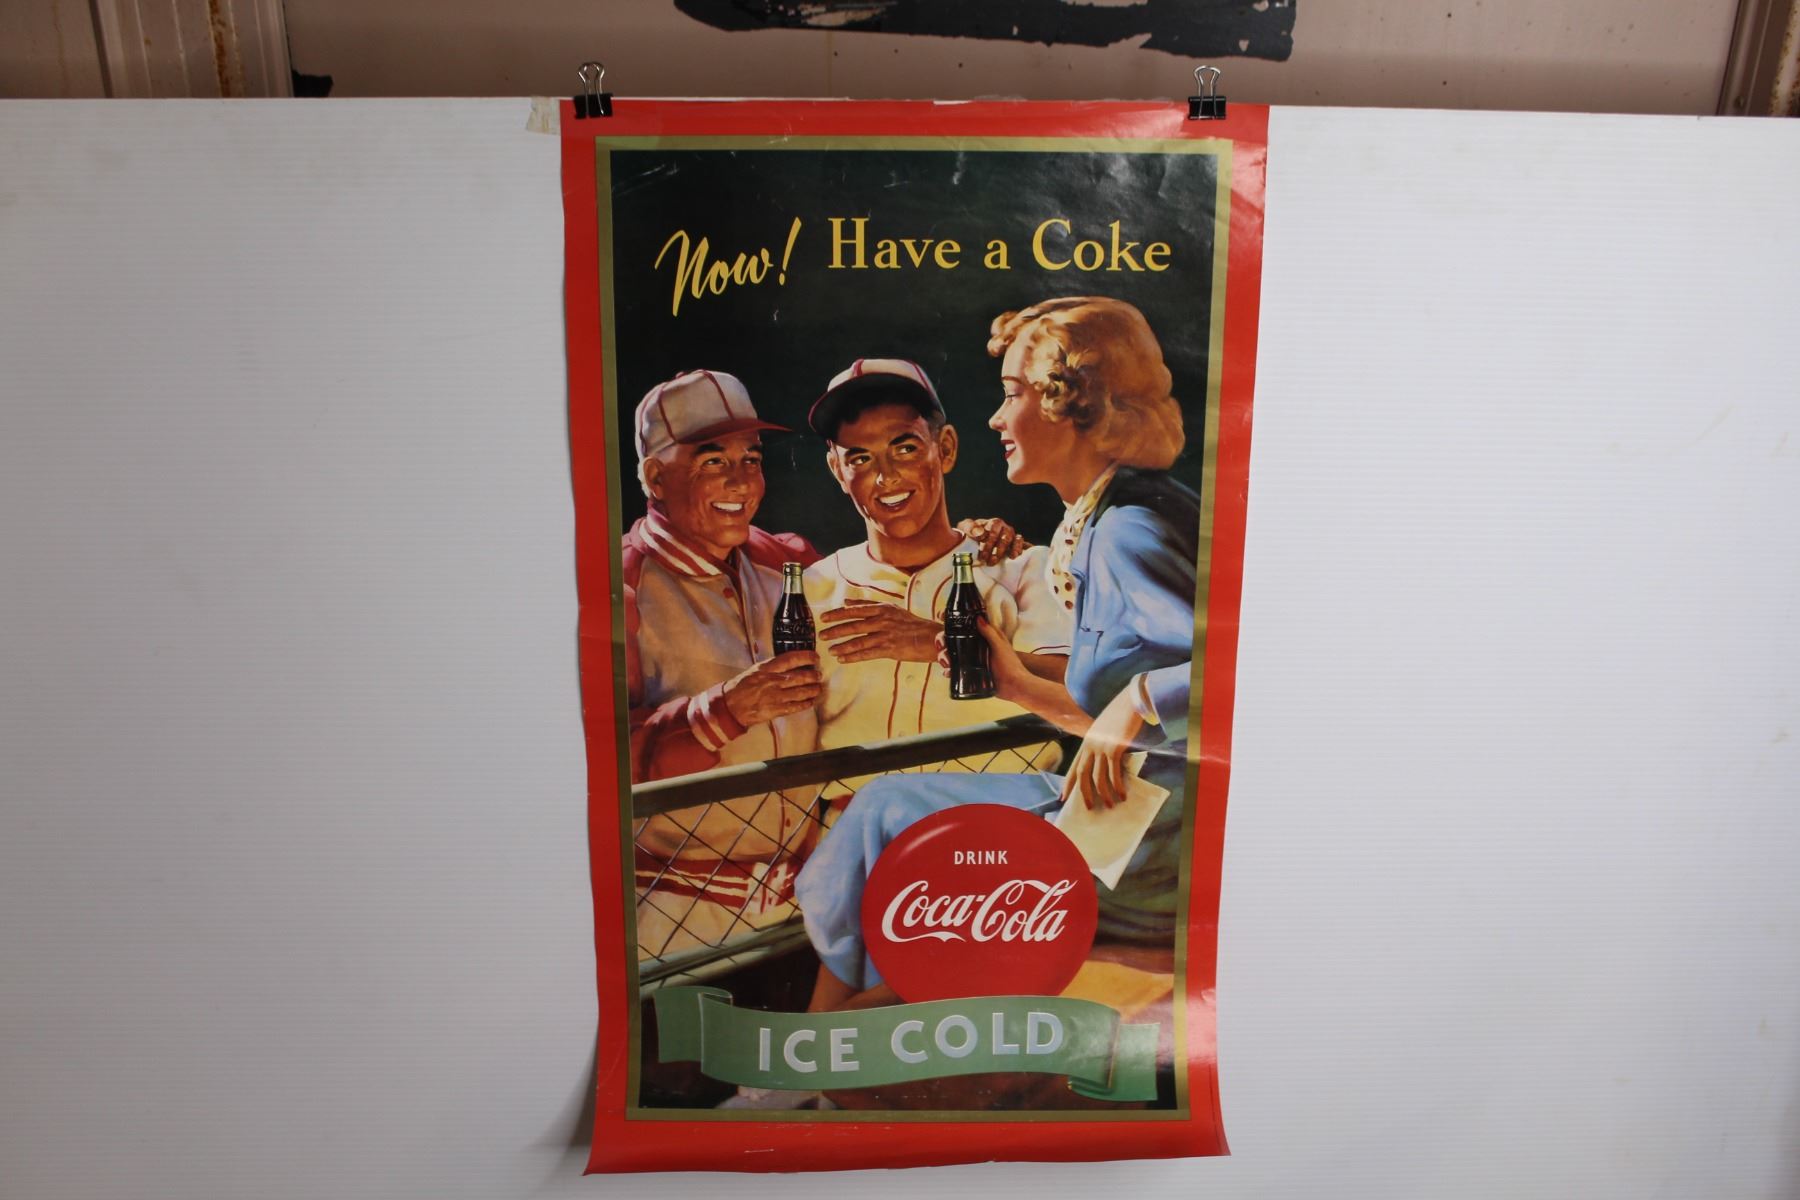 Now! Have a Coke
DRINK
Coca-Cola
ICE COLD